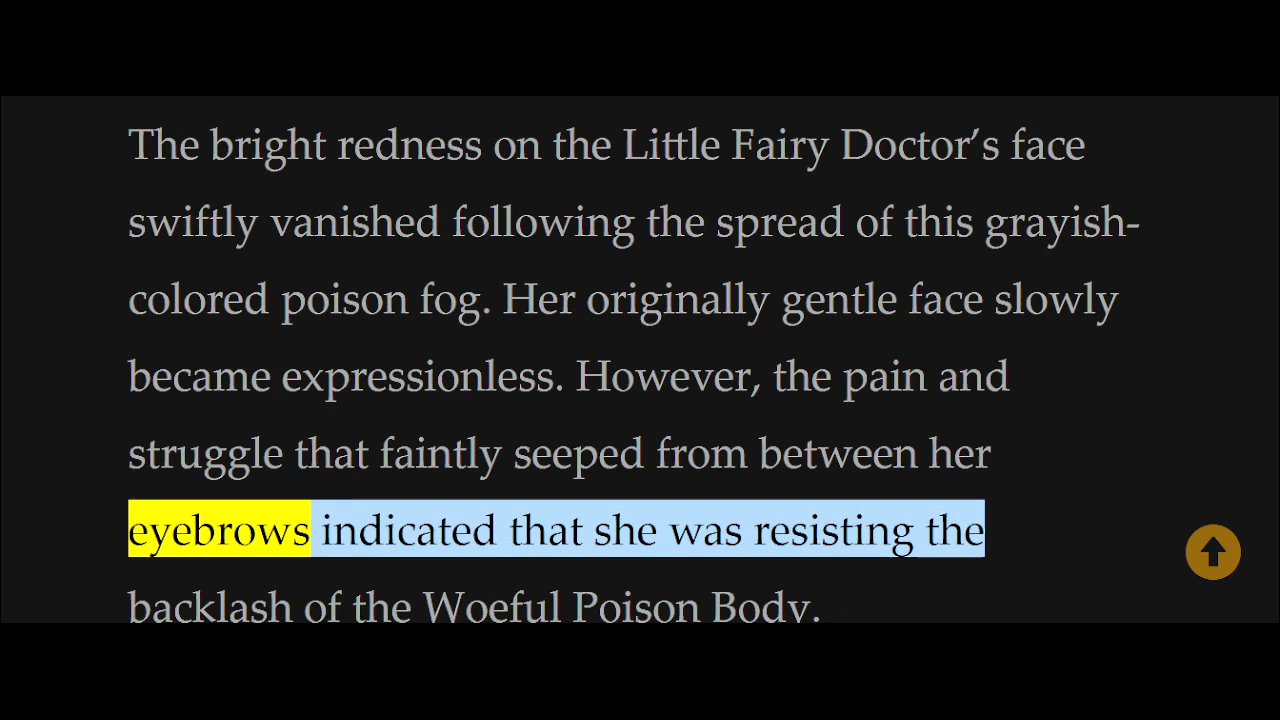 The bright redness on the Little Fairy Doctor’s face
swiftly vanished following the spread of this grayish-
colored poison fog. Her originally gentle face slowly
became expressionless. However, the pain and
struggle that faintly seeped from between her
eyebrows indicated that she was resisting the
backlash of the Woeful Poison Body.